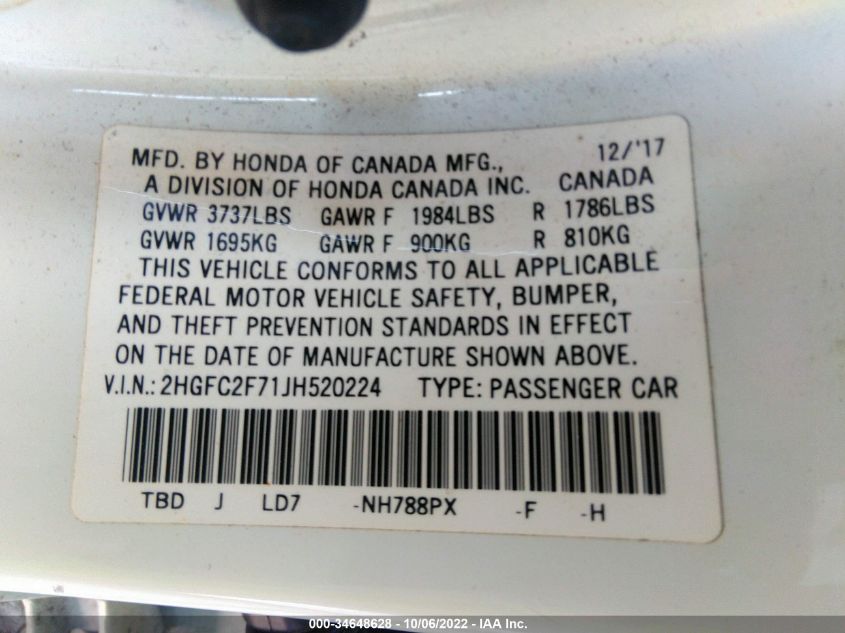 MFD. BY HONDA OF CANADA MFG., 12/'17
A DIVISION OF HONDA CANADA INC. CANADA
GVWR 3737LBS GAWR F 1984LBS R 1786LBS
GVWR 1695KG GAWR F 900KG R 810KG
THIS VEHICLE CONFORMS TO ALL APPLICABLE
FEDERAL MOTOR VEHICLE SAFETY, BUMPER,
AND THEFT PREVENTION STANDARDS IN EFFECT
ON THE DATE OF MANUFACTURE SHOWN ABOVE.
V.I.N.: 2HGFC2F71JH520224 TYPE: PASSENGER CAR
TBD J LD7 -NH788PX -F -H
000-34648628 - 10/06/2022 - IAA Inc.